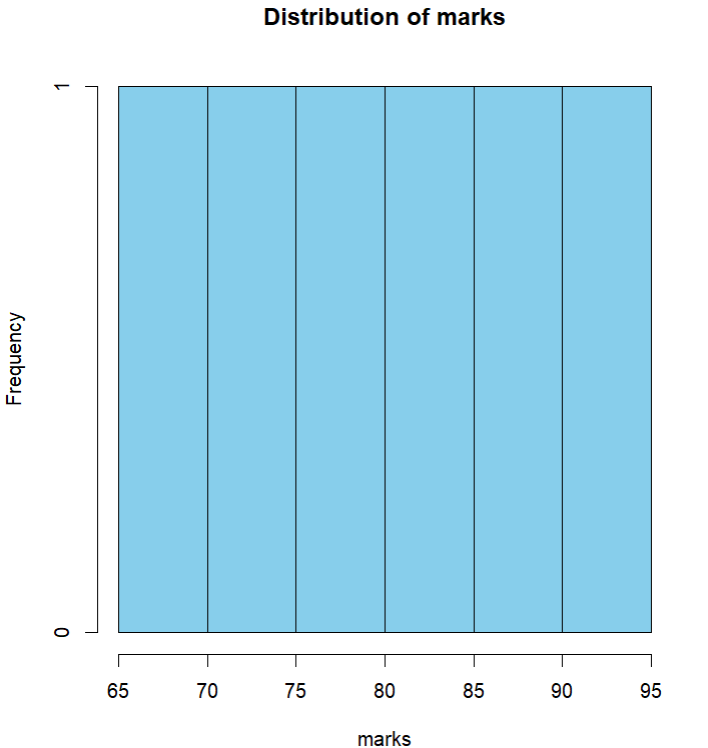 Distribution of marks
1
Frequency
0
65 70 75 80 85 90 95
marks